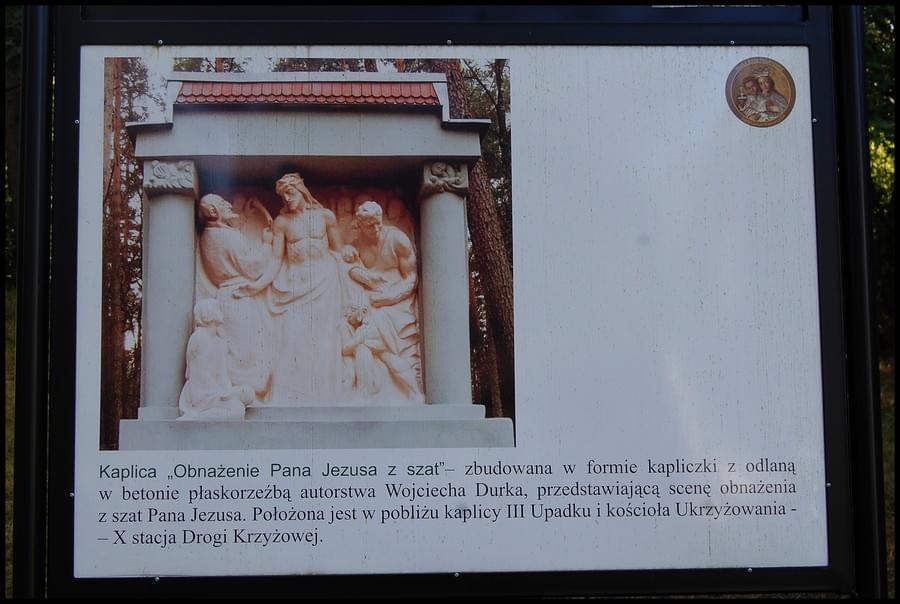 Kaplica „Obnażenie Pana Jezusa z szat”– zbudowana w formie kapliczki z odlaną
w betonie płaskorzeźbą autorstwa Wojciecha Durka, przedstawiającą scenę obnażenia
z szat Pana Jezusa. Położona jest w pobliżu kaplicy III Upadku i kościoła Ukrzyżowania -
– X stacja Drogi Krzyżowej.